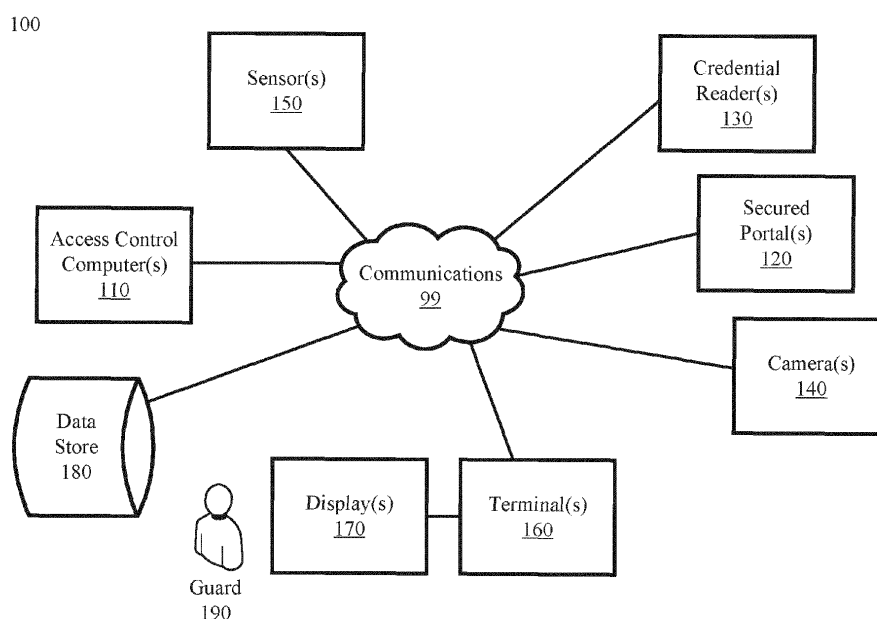 100
Sensor(s)
150
Credential
Reader(s)
130
Access Control
Computer(s)
110
Communications
99
Secured
Portal(s)
120
Camera(s)
140
Data
Store
180
Display(s)
170
Terminal(s)
160
Guard
190